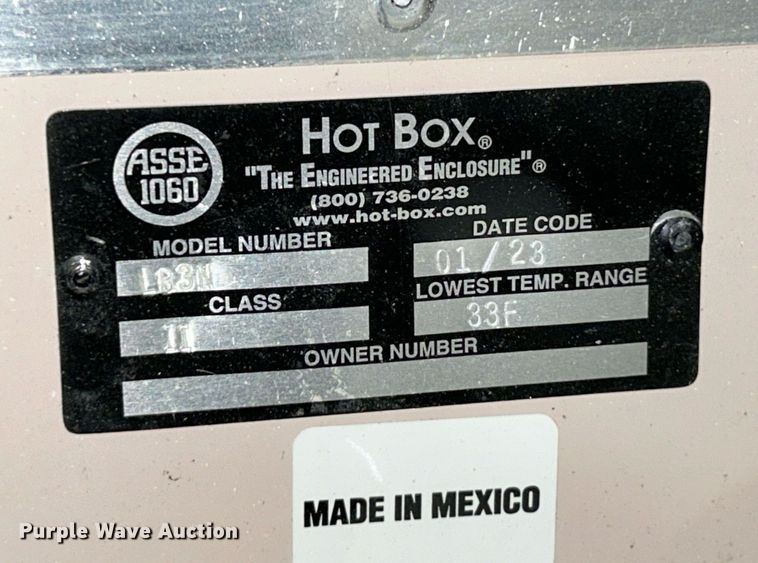 ASSE
1060
HOT BOX®
"THE ENGINEERED ENCLOSURE"®
(800) 736-0238
www.hot-box.com
MODEL NUMBER
DATE CODE
01/23
CLASS
II
LOWEST TEMP. RANGE
33F
OWNER NUMBER
MADE IN MEXICO
Purple Wave Auction